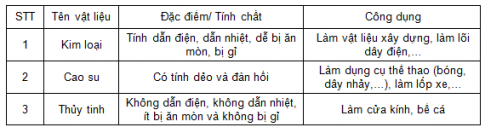 STT
Tên vật liệu
Đặc điểm/ Tính chất
Công dụng
1
Kim loại
Tính dẫn điện, dẫn nhiệt, dễ bị ăn
mòn, bị gỉ
Làm vật liệu xây dựng, làm lõi
dây điện,...
2
Cao su
Có tính dẻo và đàn hồi
Làm dụng cụ thể thao (bóng,
dây nhảy,...), làm lốp xe,...
3
Thủy tinh
Không dẫn điện, không dẫn nhiệt,
ít bị ăn mòn và không bị gỉ
Làm cửa kính, bể cá